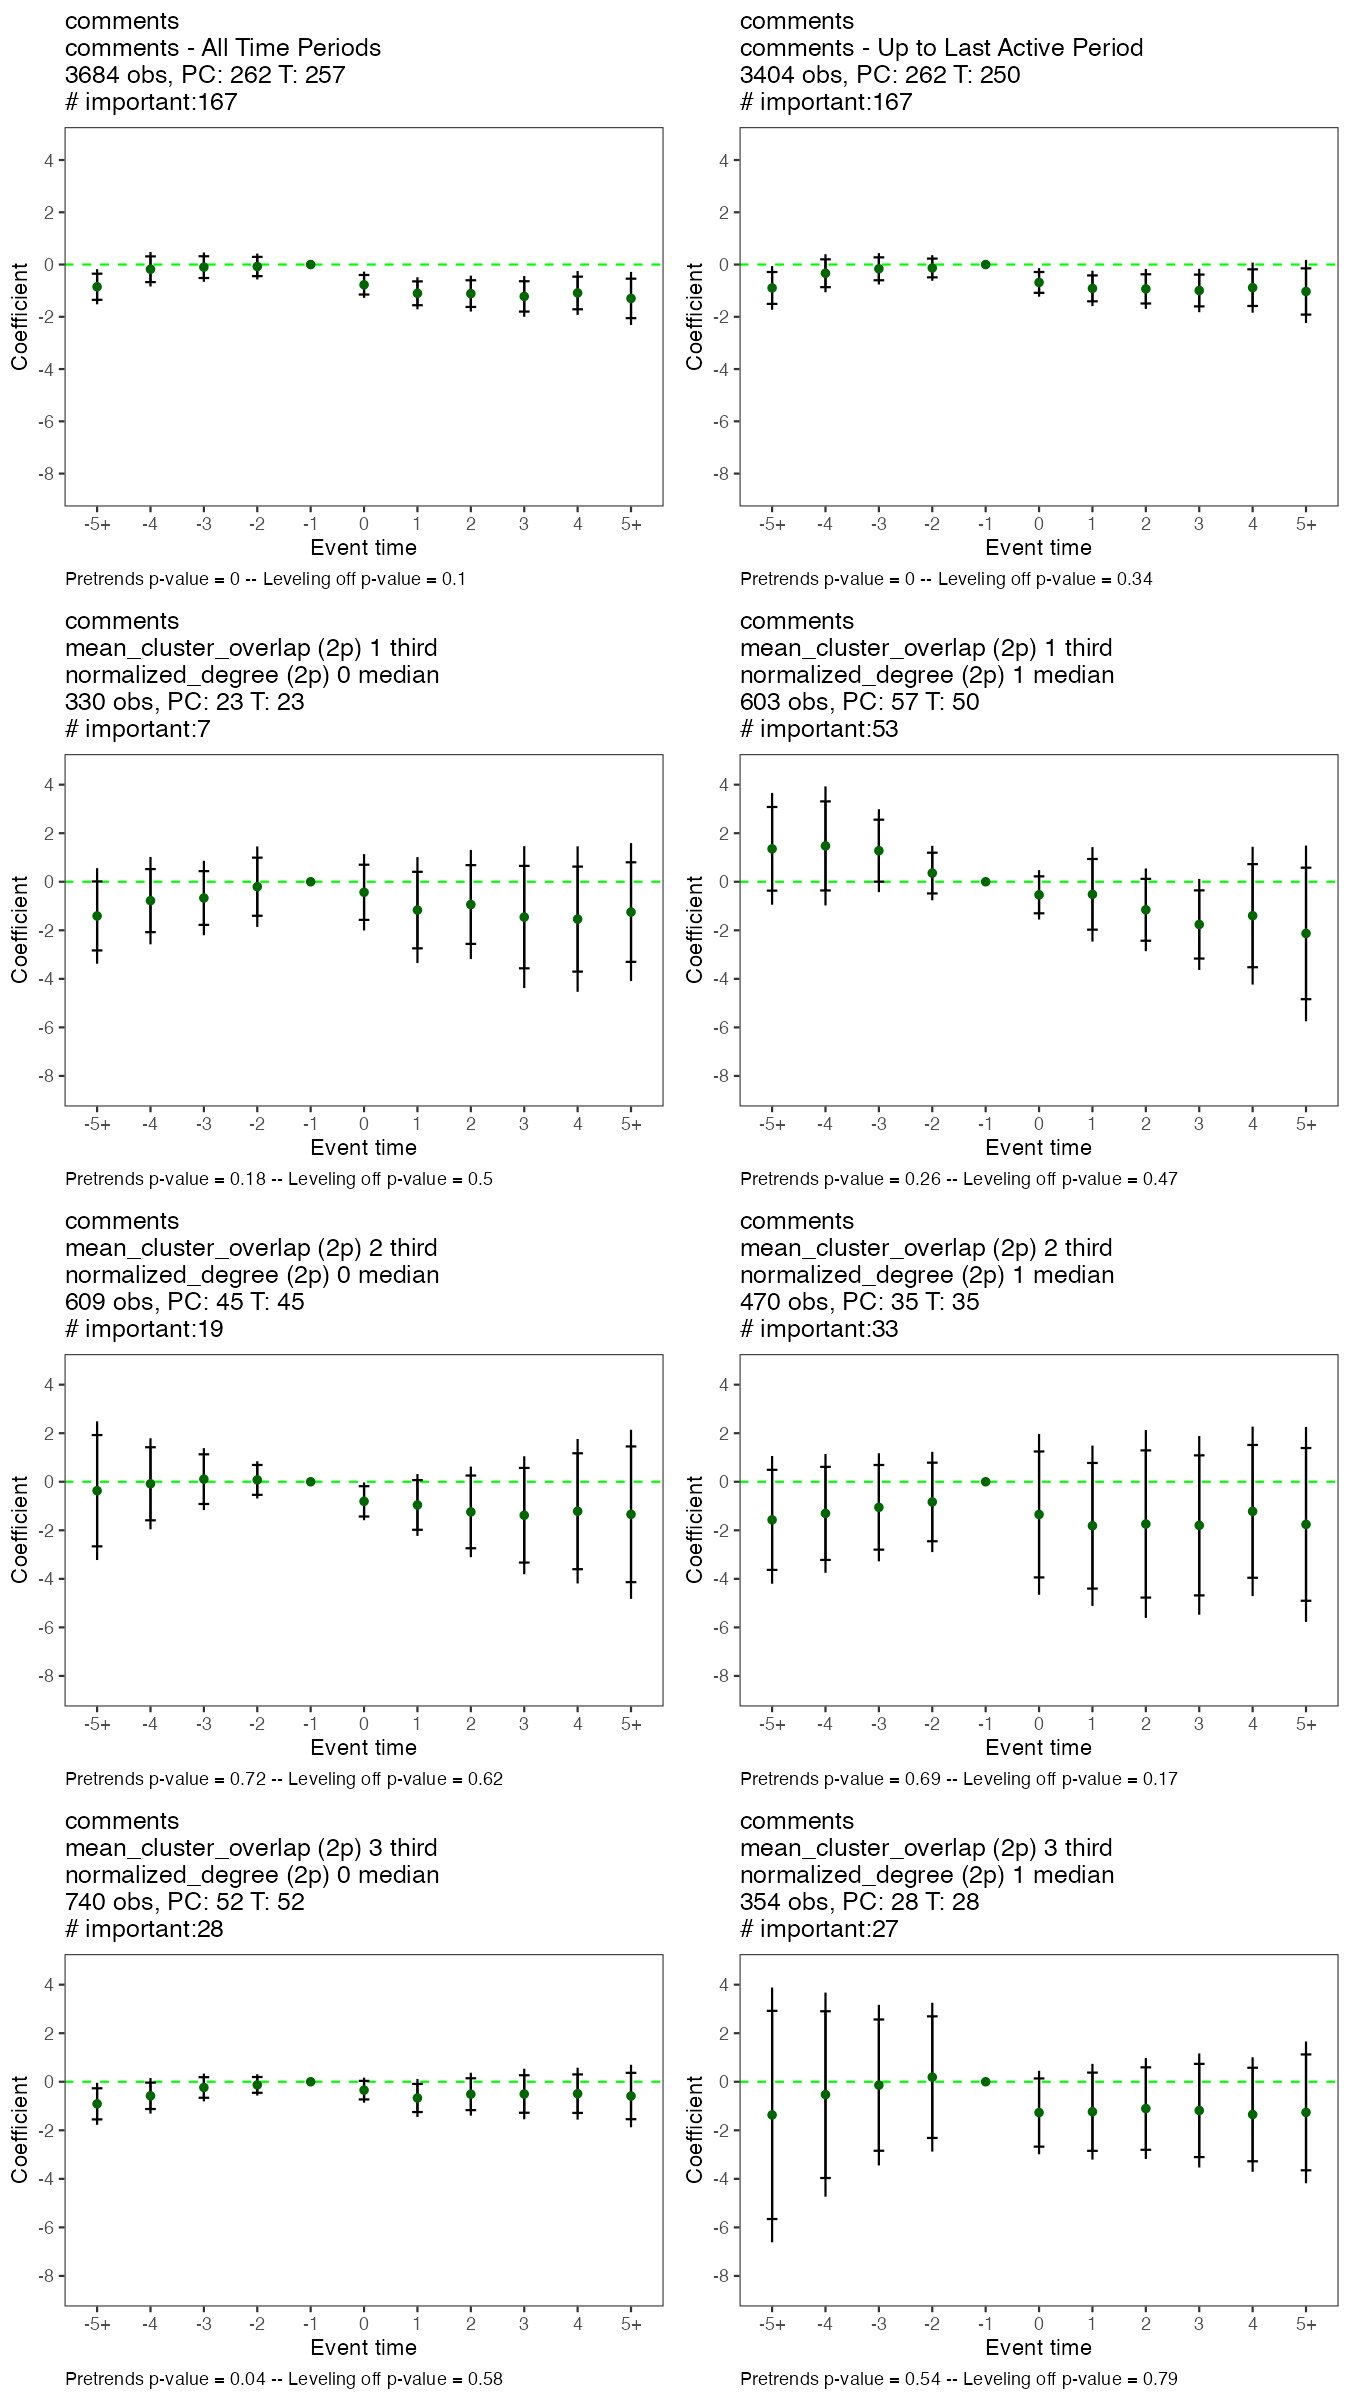 comments
comments - All Time Periods
3684 obs, PC: 262 T: 257
# important:167
4
2
0
-2
-4
-6
-8
Coefficient
-5+ -4 -3 -2 -1 0 1 2 3 4 5+
Event time
Pretrends p-value = 0 -- Leveling off p-value = 0.1
comments
comments - Up to Last Active Period
3404 obs, PC: 262 T: 250
# important:167
4
2
0
-2
-4
-6
-8
Coefficient
-5+ -4 -3 -2 -1 0 1 2 3 4 5+
Event time
Pretrends p-value = 0 -- Leveling off p-value = 0.34
comments
mean_cluster_overlap (2p) 1 third
normalized_degree (2p) 0 median
330 obs, PC: 23 T: 23
# important:7
4
2
0
-2
-4
-6
-8
Coefficient
-5+ -4 -3 -2 -1 0 1 2 3 4 5+
Event time
Pretrends p-value = 0.18 -- Leveling off p-value = 0.5
comments
mean_cluster_overlap (2p) 1 third
normalized_degree (2p) 1 median
603 obs, PC: 57 T: 50
# important:53
4
2
0
-2
-4
-6
-8
Coefficient
-5+ -4 -3 -2 -1 0 1 2 3 4 5+
Event time
Pretrends p-value = 0.26 -- Leveling off p-value = 0.47
comments
mean_cluster_overlap (2p) 2 third
normalized_degree (2p) 0 median
609 obs, PC: 45 T: 45
# important:19
4
2
0
-2
-4
-6
-8
Coefficient
-5+ -4 -3 -2 -1 0 1 2 3 4 5+
Event time
Pretrends p-value = 0.72 -- Leveling off p-value = 0.62
comments
mean_cluster_overlap (2p) 2 third
normalized_degree (2p) 1 median
470 obs, PC: 35 T: 35
# important:33
4
2
0
-2
-4
-6
-8
Coefficient
-5+ -4 -3 -2 -1 0 1 2 3 4 5+
Event time
Pretrends p-value = 0.69 -- Leveling off p-value = 0.17
comments
mean_cluster_overlap (2p) 3 third
normalized_degree (2p) 0 median
740 obs, PC: 52 T: 52
# important:28
4
2
0
-2
-4
-6
-8
Coefficient
-5+ -4 -3 -2 -1 0 1 2 3 4 5+
Event time
Pretrends p-value = 0.04 -- Leveling off p-value = 0.58
comments
mean_cluster_overlap (2p) 3 third
normalized_degree (2p) 1 median
354 obs, PC: 28 T: 28
# important:27
4
2
0
-2
-4
-6
-8
Coefficient
-5+ -4 -3 -2 -1 0 1 2 3 4 5+
Event time
Pretrends p-value = 0.54 -- Leveling off p-value = 0.79